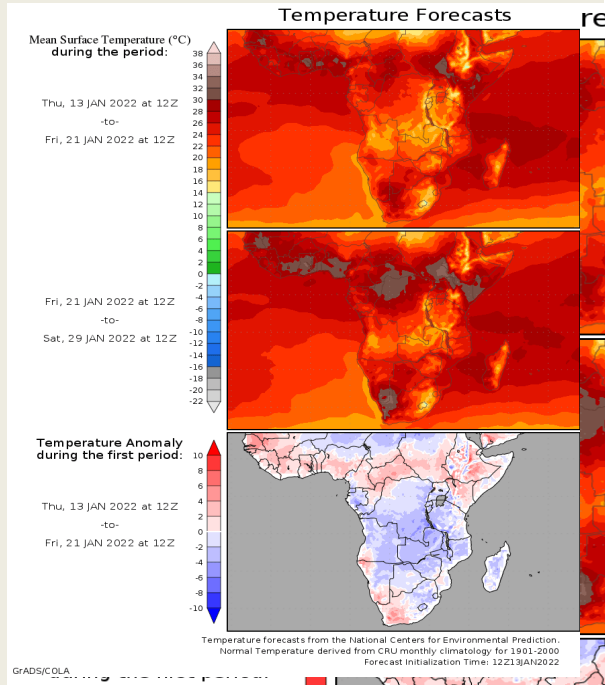 Temperature Forecasts
re
Mean Surface Temperature (°C)
during the period:
Thu, 13 JAN 2022 at 12Z
-to-
Fri, 21 JAN 2022 at 12Z
38
36
34
32
30
28
26
24
22
20
18
16
14
12
10
8
6
4
2
0
-2
-4
-6
-8
-10
-12
-14
-16
-18
-20
-22
Fri, 21 JAN 2022 at 12Z
-to-
Sat, 29 JAN 2022 at 12Z
Temperature Anomaly
during the first period:
Thu, 13 JAN 2022 at 12Z
-to-
Fri, 21 JAN 2022 at 12Z
10
8
6
4
2
0
-2
-4
-6
-8
-10
Temperature forecasts from the National Centers for Environmental Prediction.
Normal Temperature derived from CRU monthly climatology for 1901-2000
Forecast Initialization Time: 12Z13JAN2022
GrADS/COLA
during the first period: